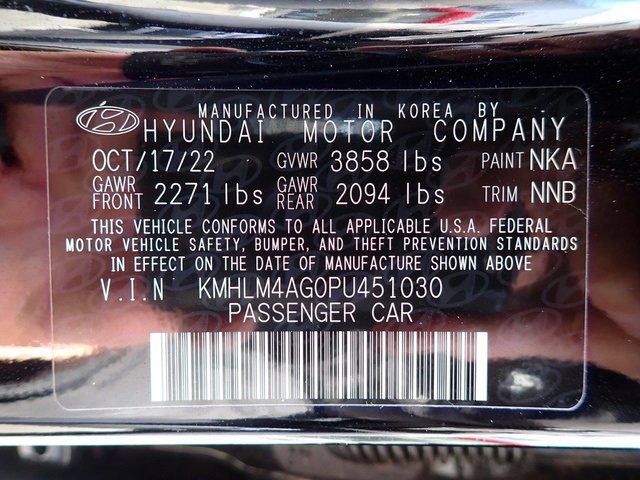 MANUFACTURED IN KOREA BY
HYUNDAI MOTOR COMPANY
OCT/17/22 GVWR 3858 lbs PAINT NKA
GAWR FRONT 2271 lbs GAWR REAR 2094 lbs TRIM NNB
THIS VEHICLE CONFORMS TO ALL APPLICABLE U.S.A. FEDERAL
MOTOR VEHICLE SAFETY, BUMPER, AND THEFT PREVENTION STANDARDS
IN EFFECT ON THE DATE OF MANUFACTURE SHOWN ABOVE
V.I.N KMHLM4AG0PU451030
PASSENGER CAR